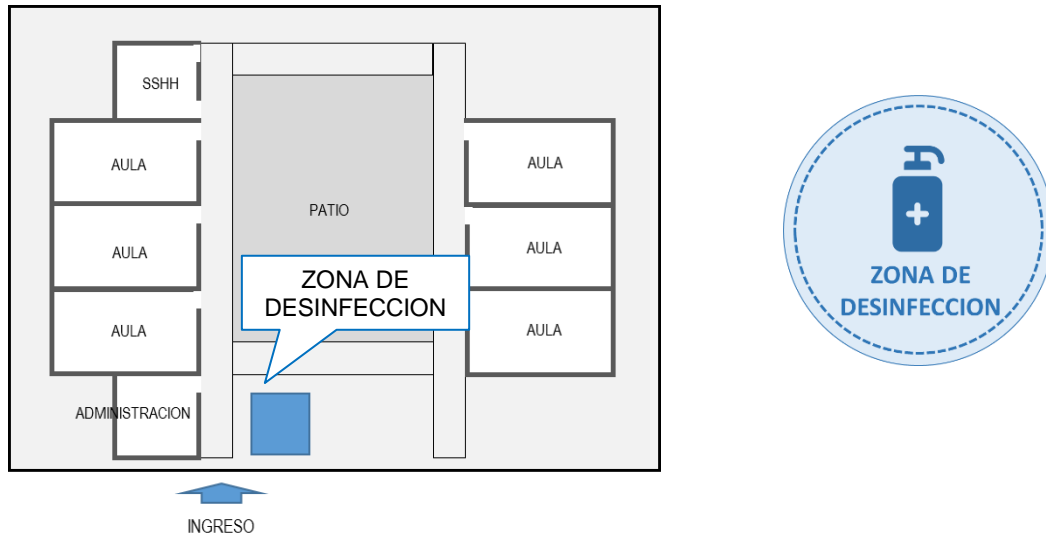 SSHH
AULA
AULA
AULA
ADMINISTRACION
PATIO
ZONA DE
DESINFECCION
AULA
AULA
AULA
INGRESO
ZONA DE
DESINFECCION